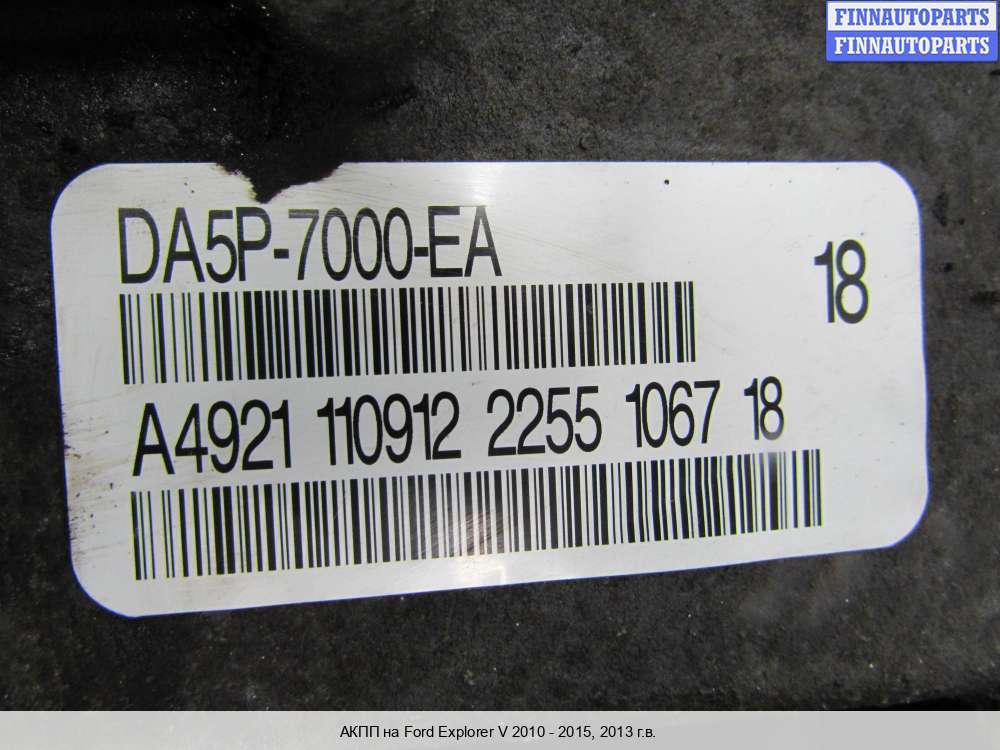 FINNAUTOPARTS
FINNAUTOPARTS
DA5P-7000-EA
18
A4921 110912 2255 1067 18
АКПП на Ford Explorer V 2010 - 2015, 2013 г.в.